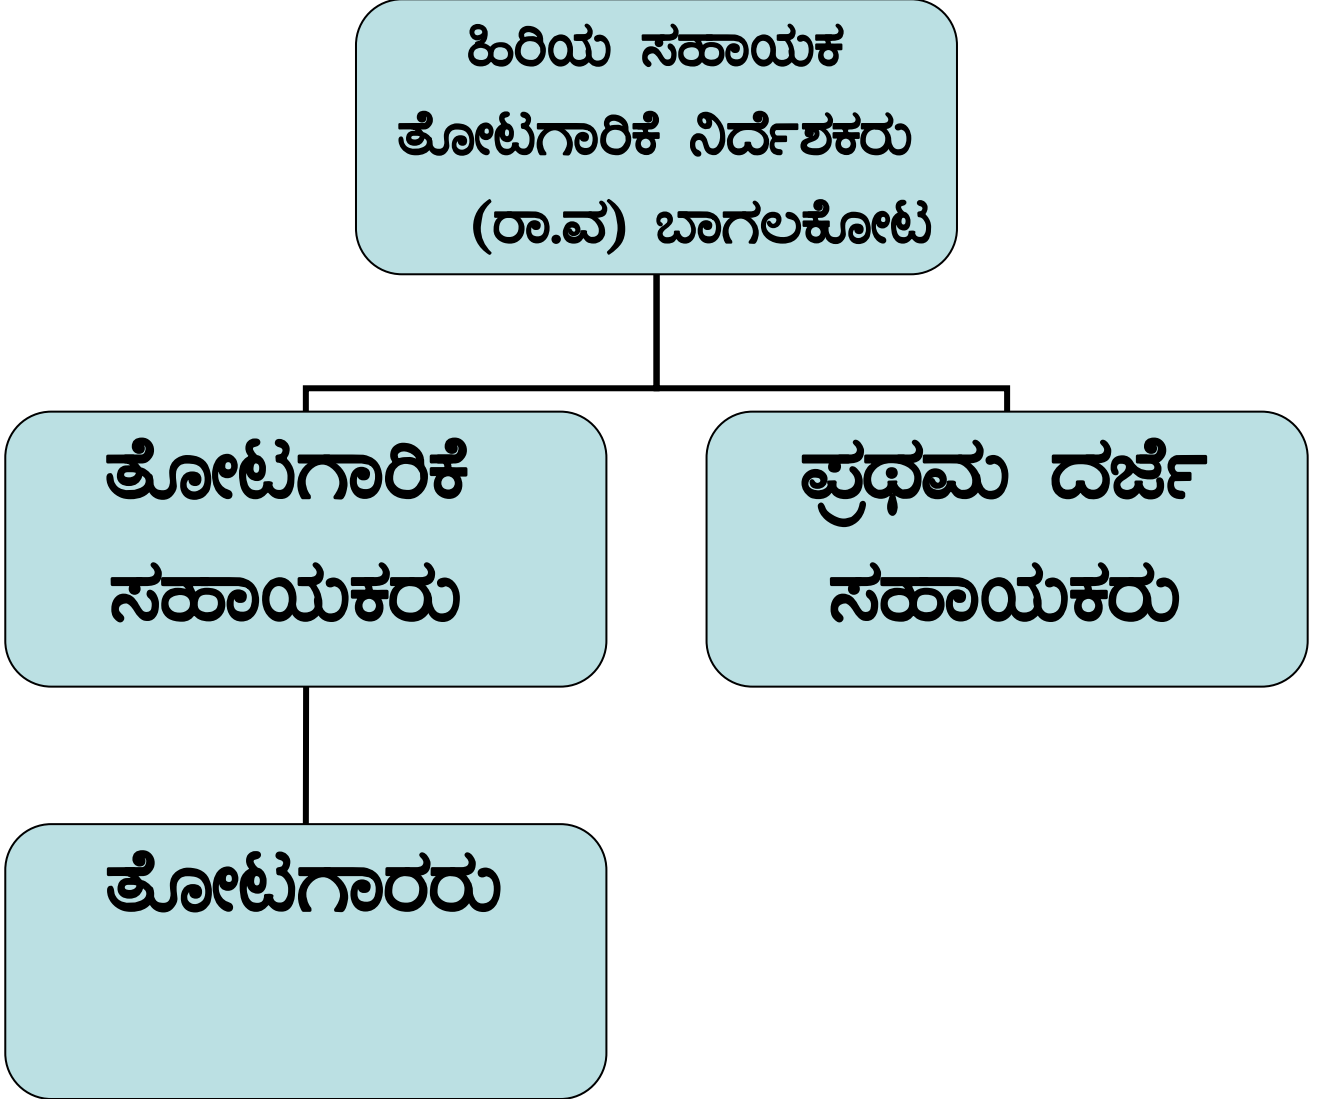 ಹಿರಿಯ ಸಹಾಯಕ
ತೋಟಗಾರಿಕೆ ನಿರ್ದೆಶಕರು
(ರಾ.ವ) ಬಾಗಲಕೋಟ
ತೋಟಗಾರಿಕೆ
ಸಹಾಯಕರು
ಪ್ರಥಮ ದರ್ಜೆ
ಸಹಾಯಕರು
ತೋಟಗಾರರು